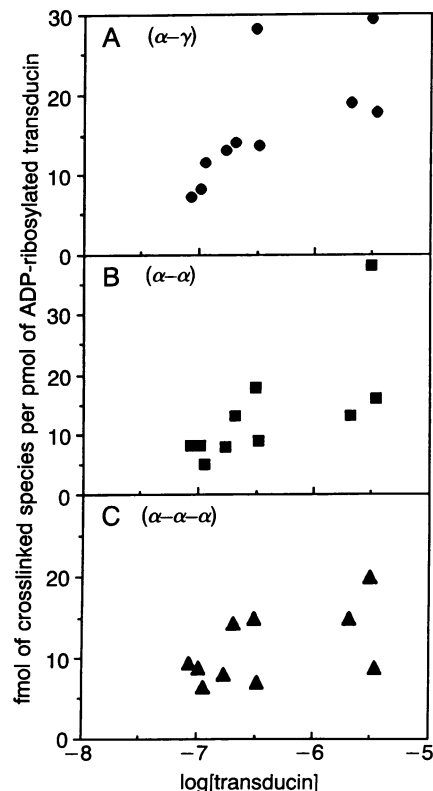 fmol of crosslinked species per pmol of ADP-ribosylated transducin
A (α–γ)
30
20
10
0
B (α–α)
30
20
10
0
C (α–α–α)
20
10
0
−8 −7 −6 −5
log[transducin]